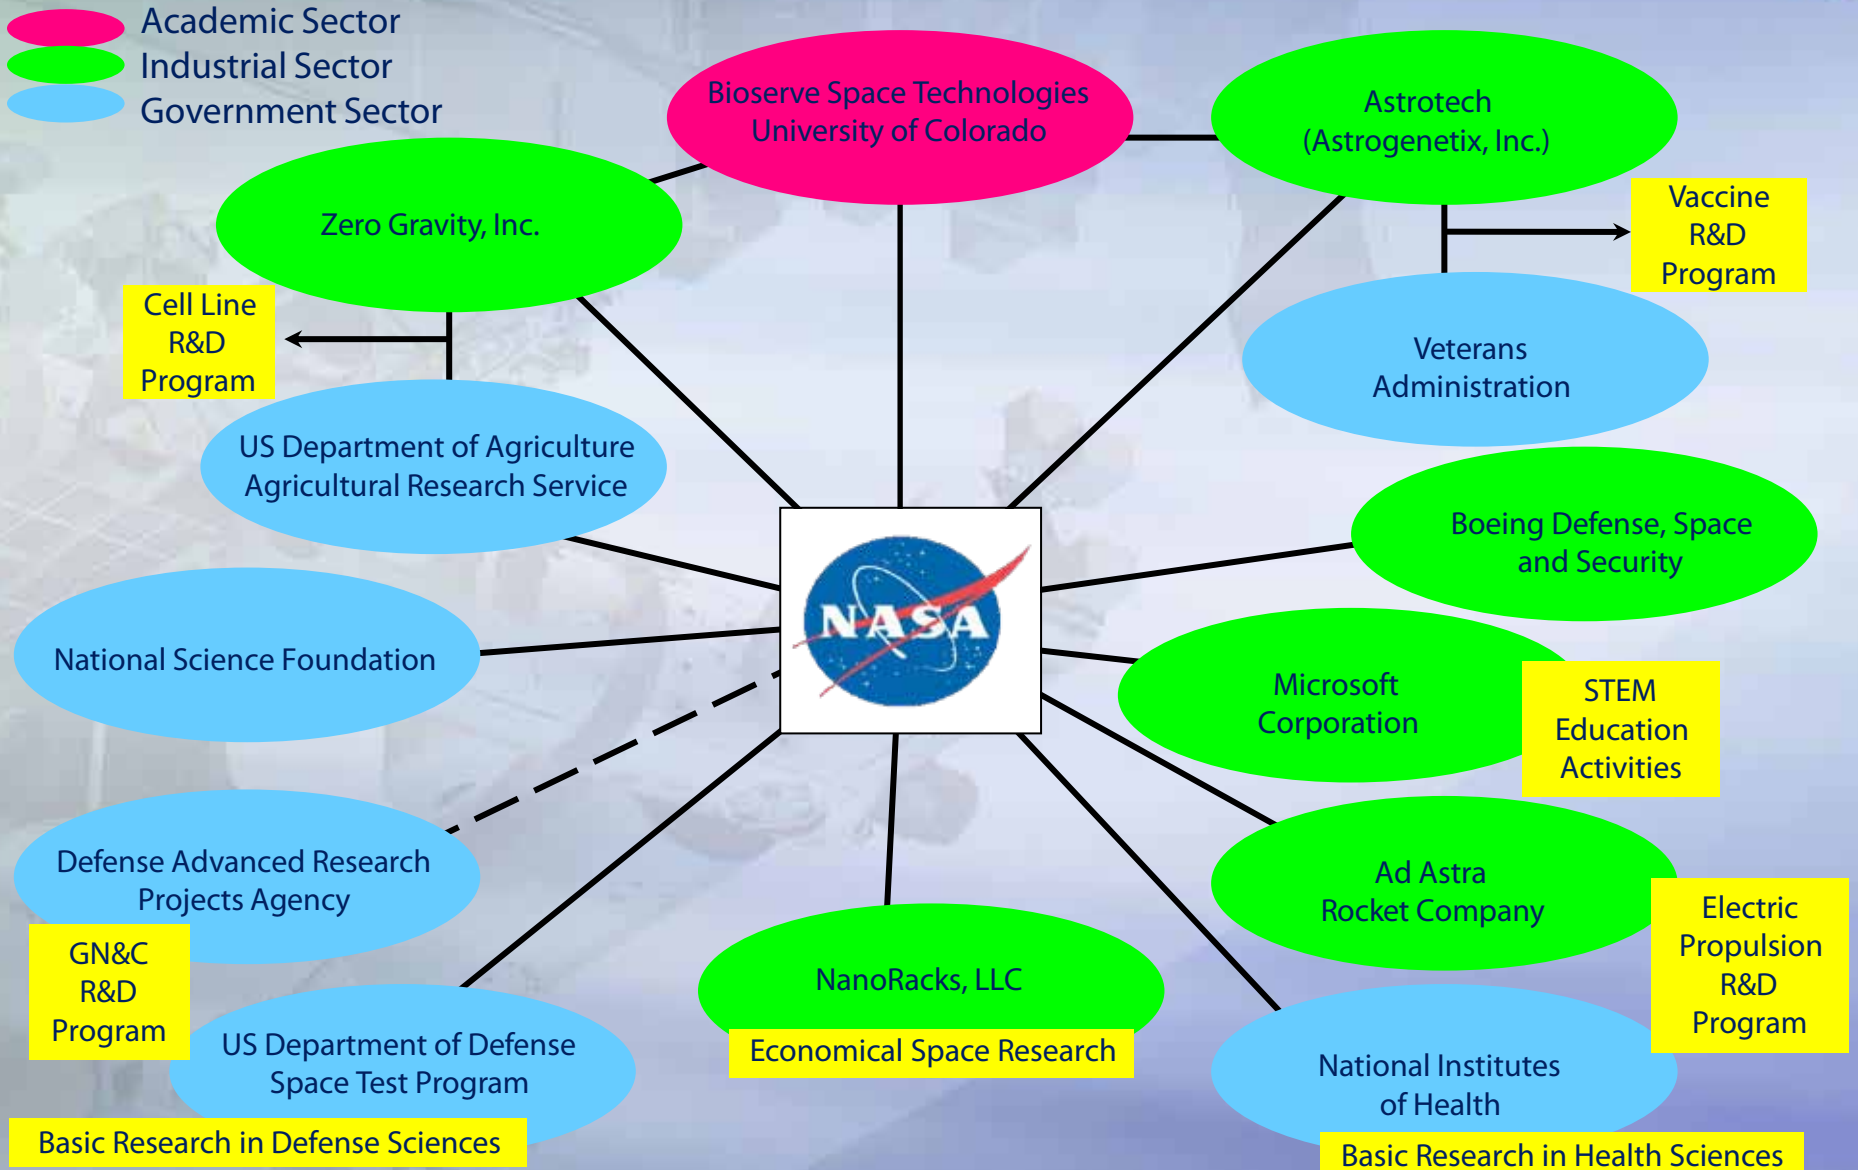 Academic Sector
Industrial Sector
Government Sector
Bioserve Space Technologies
University of Colorado
Astrotech
(Astrogenetix, Inc.)
Zero Gravity, Inc.
Vaccine
R&D
Program
Cell Line
R&D
Program
Veterans
Administration
US Department of Agriculture
Agricultural Research Service
Boeing Defense, Space
and Security
NASA
National Science Foundation
Microsoft
Corporation
STEM
Education
Activities
Defense Advanced Research
Projects Agency
Ad Astra
Rocket Company
GN&C
R&D
Program
NanoRacks, LLC
Economical Space Research
Electric
Propulsion
R&D
Program
US Department of Defense
Space Test Program
National Institutes
of Health
Basic Research in Defense Sciences
Basic Research in Health Sciences